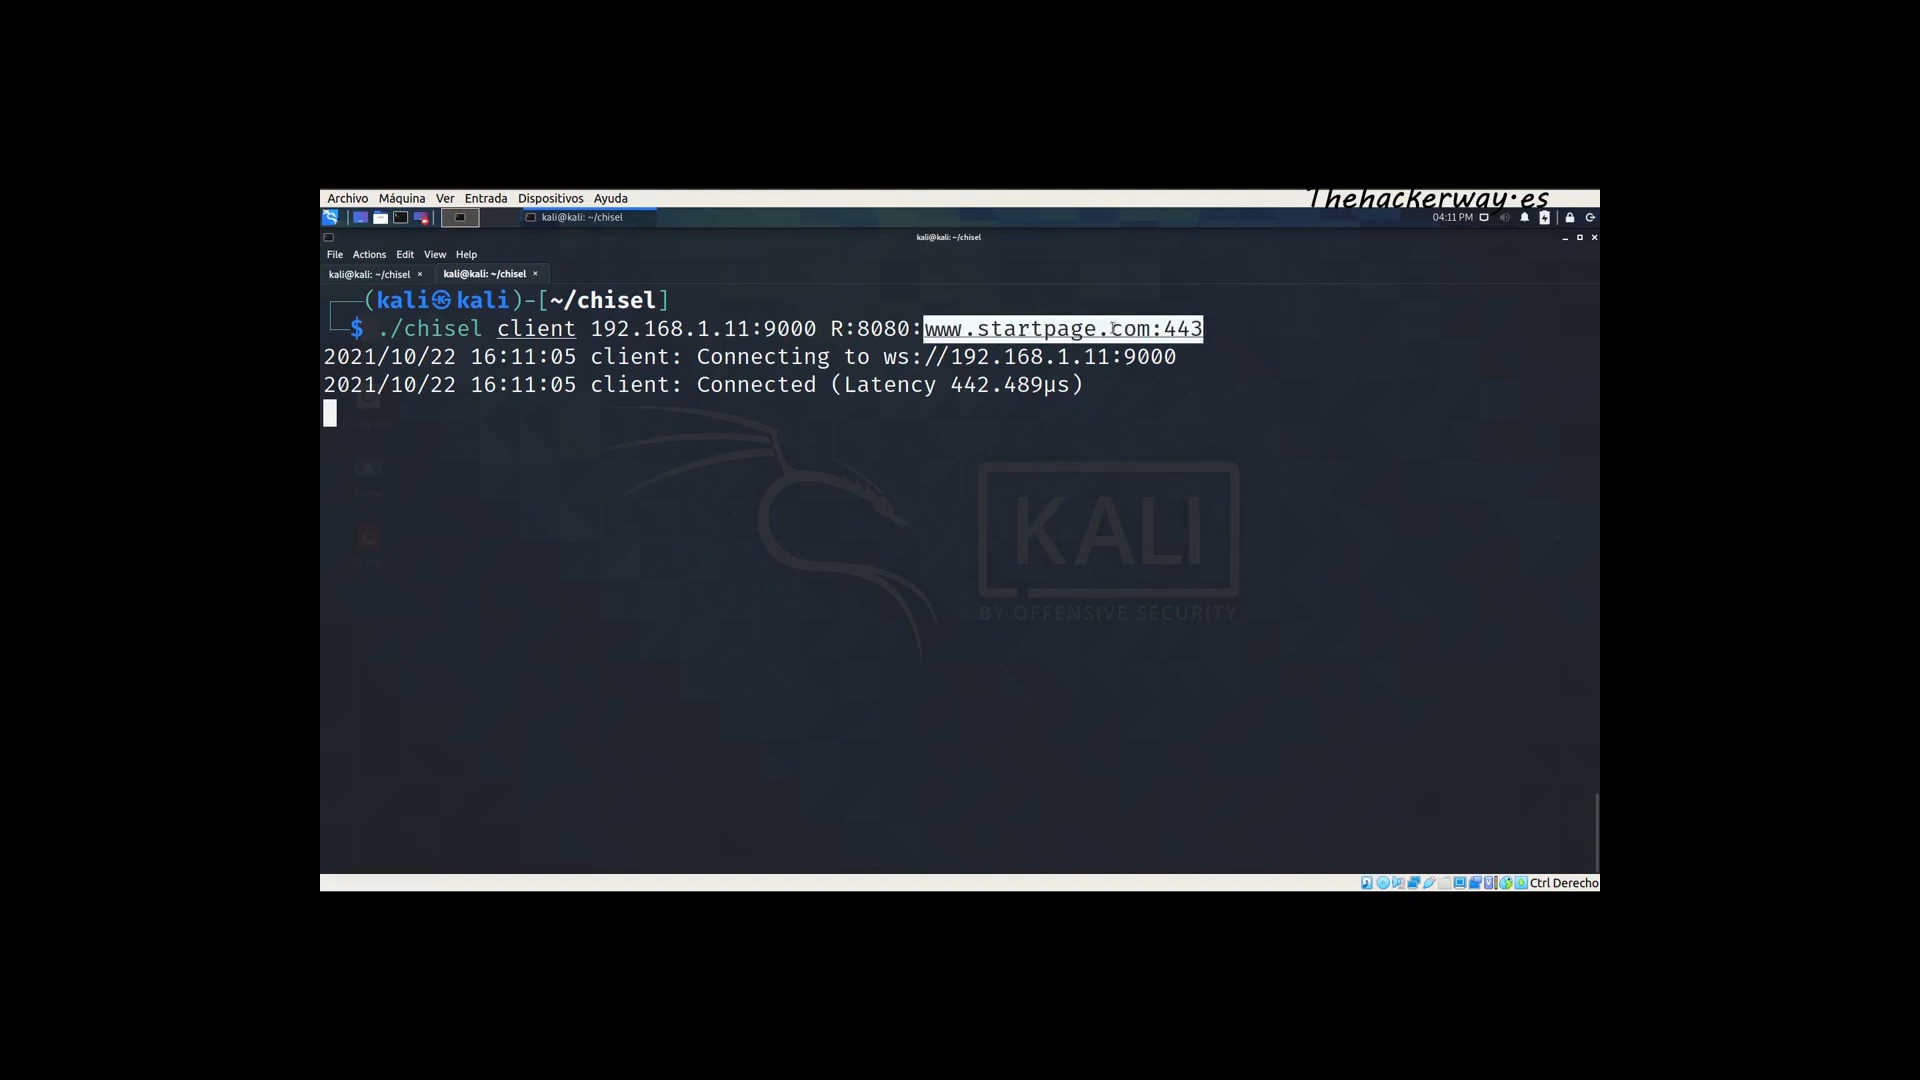 Archivo Máquina Ver Entrada Dispositivos Ayuda
Thehackerway.es
kali@kali: ~/chisel
04:11 PM
kali@kali: ~/chisel
File Actions Edit View Help
kali@kali: ~/chisel × kali@kali: ~/chisel ×
(kali㉿kali)-[~/chisel]
$ ./chisel client 192.168.1.11:9000 R:8080:www.startpage.com:443
2021/10/22 16:11:05 client: Connecting to ws://192.168.1.11:9000
2021/10/22 16:11:05 client: Connected (Latency 442.489µs)
KALI
BY OFFENSIVE SECURITY
Ctrl Derecho